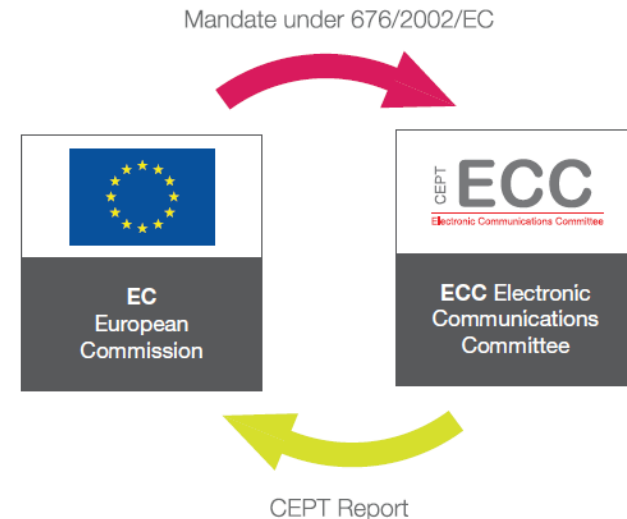 Mandate under 676/2002/EC
EC
European
Commission
CEPT
ECC
Electronic Communications Committee
ECC Electronic
Communications
Committee
CEPT Report